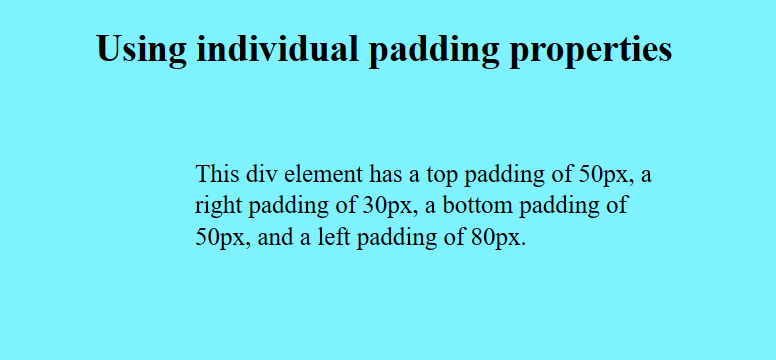 Using individual padding properties
This div element has a top padding of 50px, a
right padding of 30px, a bottom padding of
50px, and a left padding of 80px.